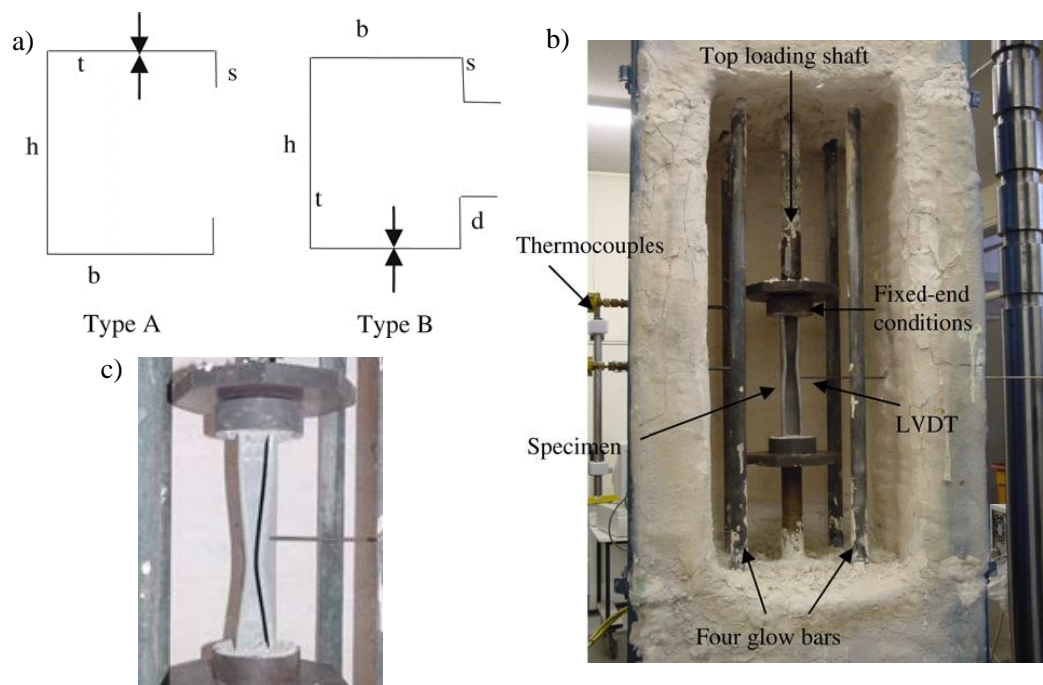 a)
b
t
s
s
h
h
t
b
d
Type A
Type B
b)
Top loading shaft
Thermocouples
Fixed-end
conditions
Specimen
LVDT
Four glow bars
c)